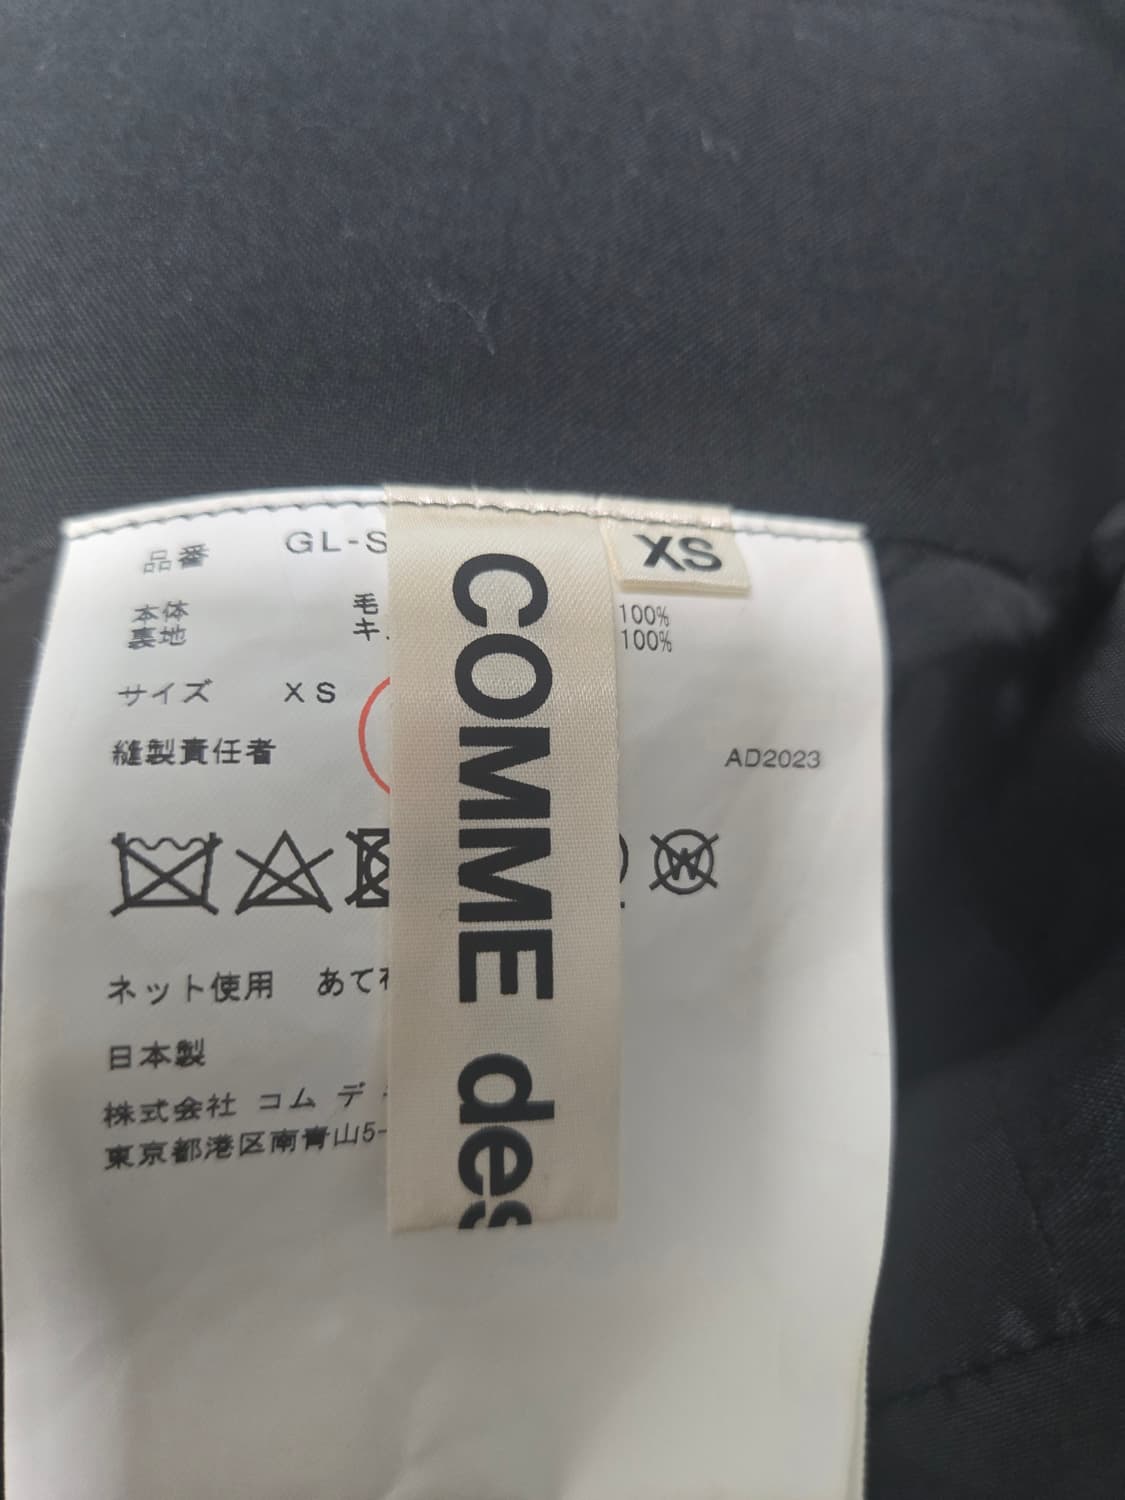 品番 GL-S
XS
本体 毛 100%
裏地 キ 100%
サイズ XS
縫製責任者
AD2023
W
ネット使用 あて
日本製
株式会社 コム デ
東京都港区南青山5-
COMME des